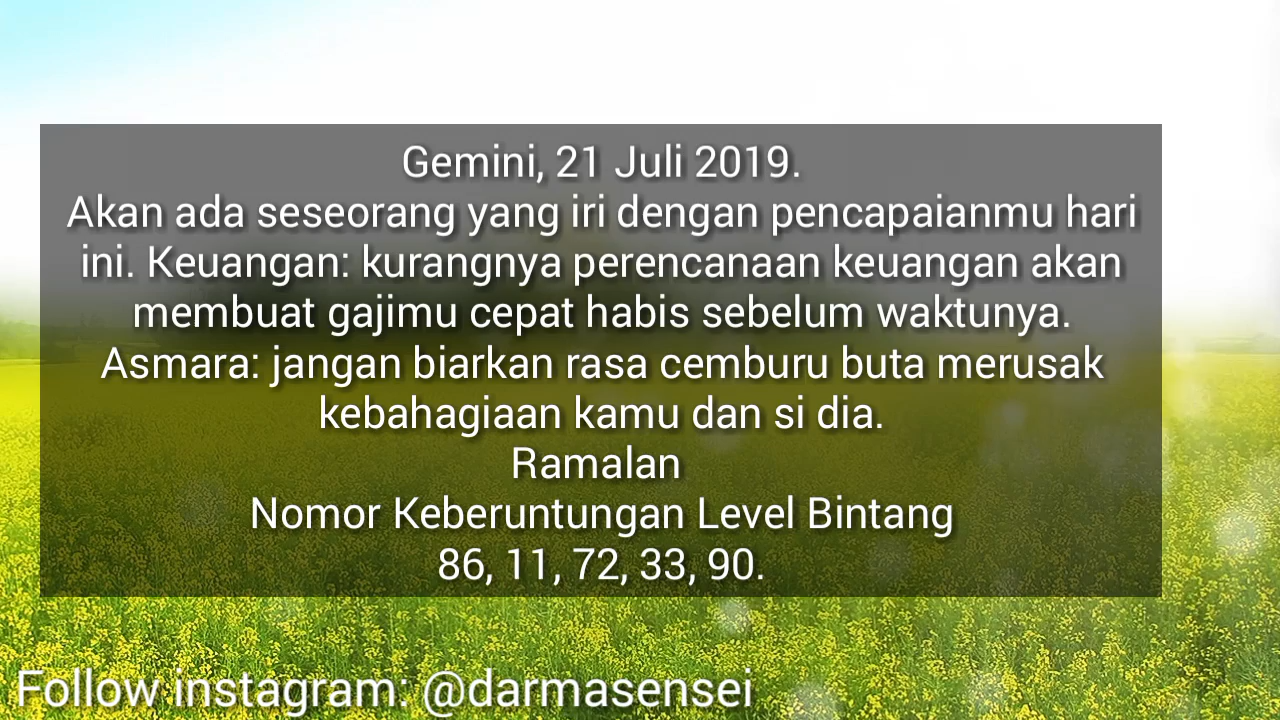 Gemini, 21 Juli 2019.
Akan ada seseorang yang iri dengan pencapaianmu hari
ini. Keuangan: kurangnya perencanaan keuangan akan
membuat gajimu cepat habis sebelum waktunya.
Asmara: jangan biarkan rasa cemburu buta merusak
kebahagiaan kamu dan si dia.
Ramalan
Nomor Keberuntungan Level Bintang
86, 11, 72, 33, 90.
Follow instagram: @darmasensei